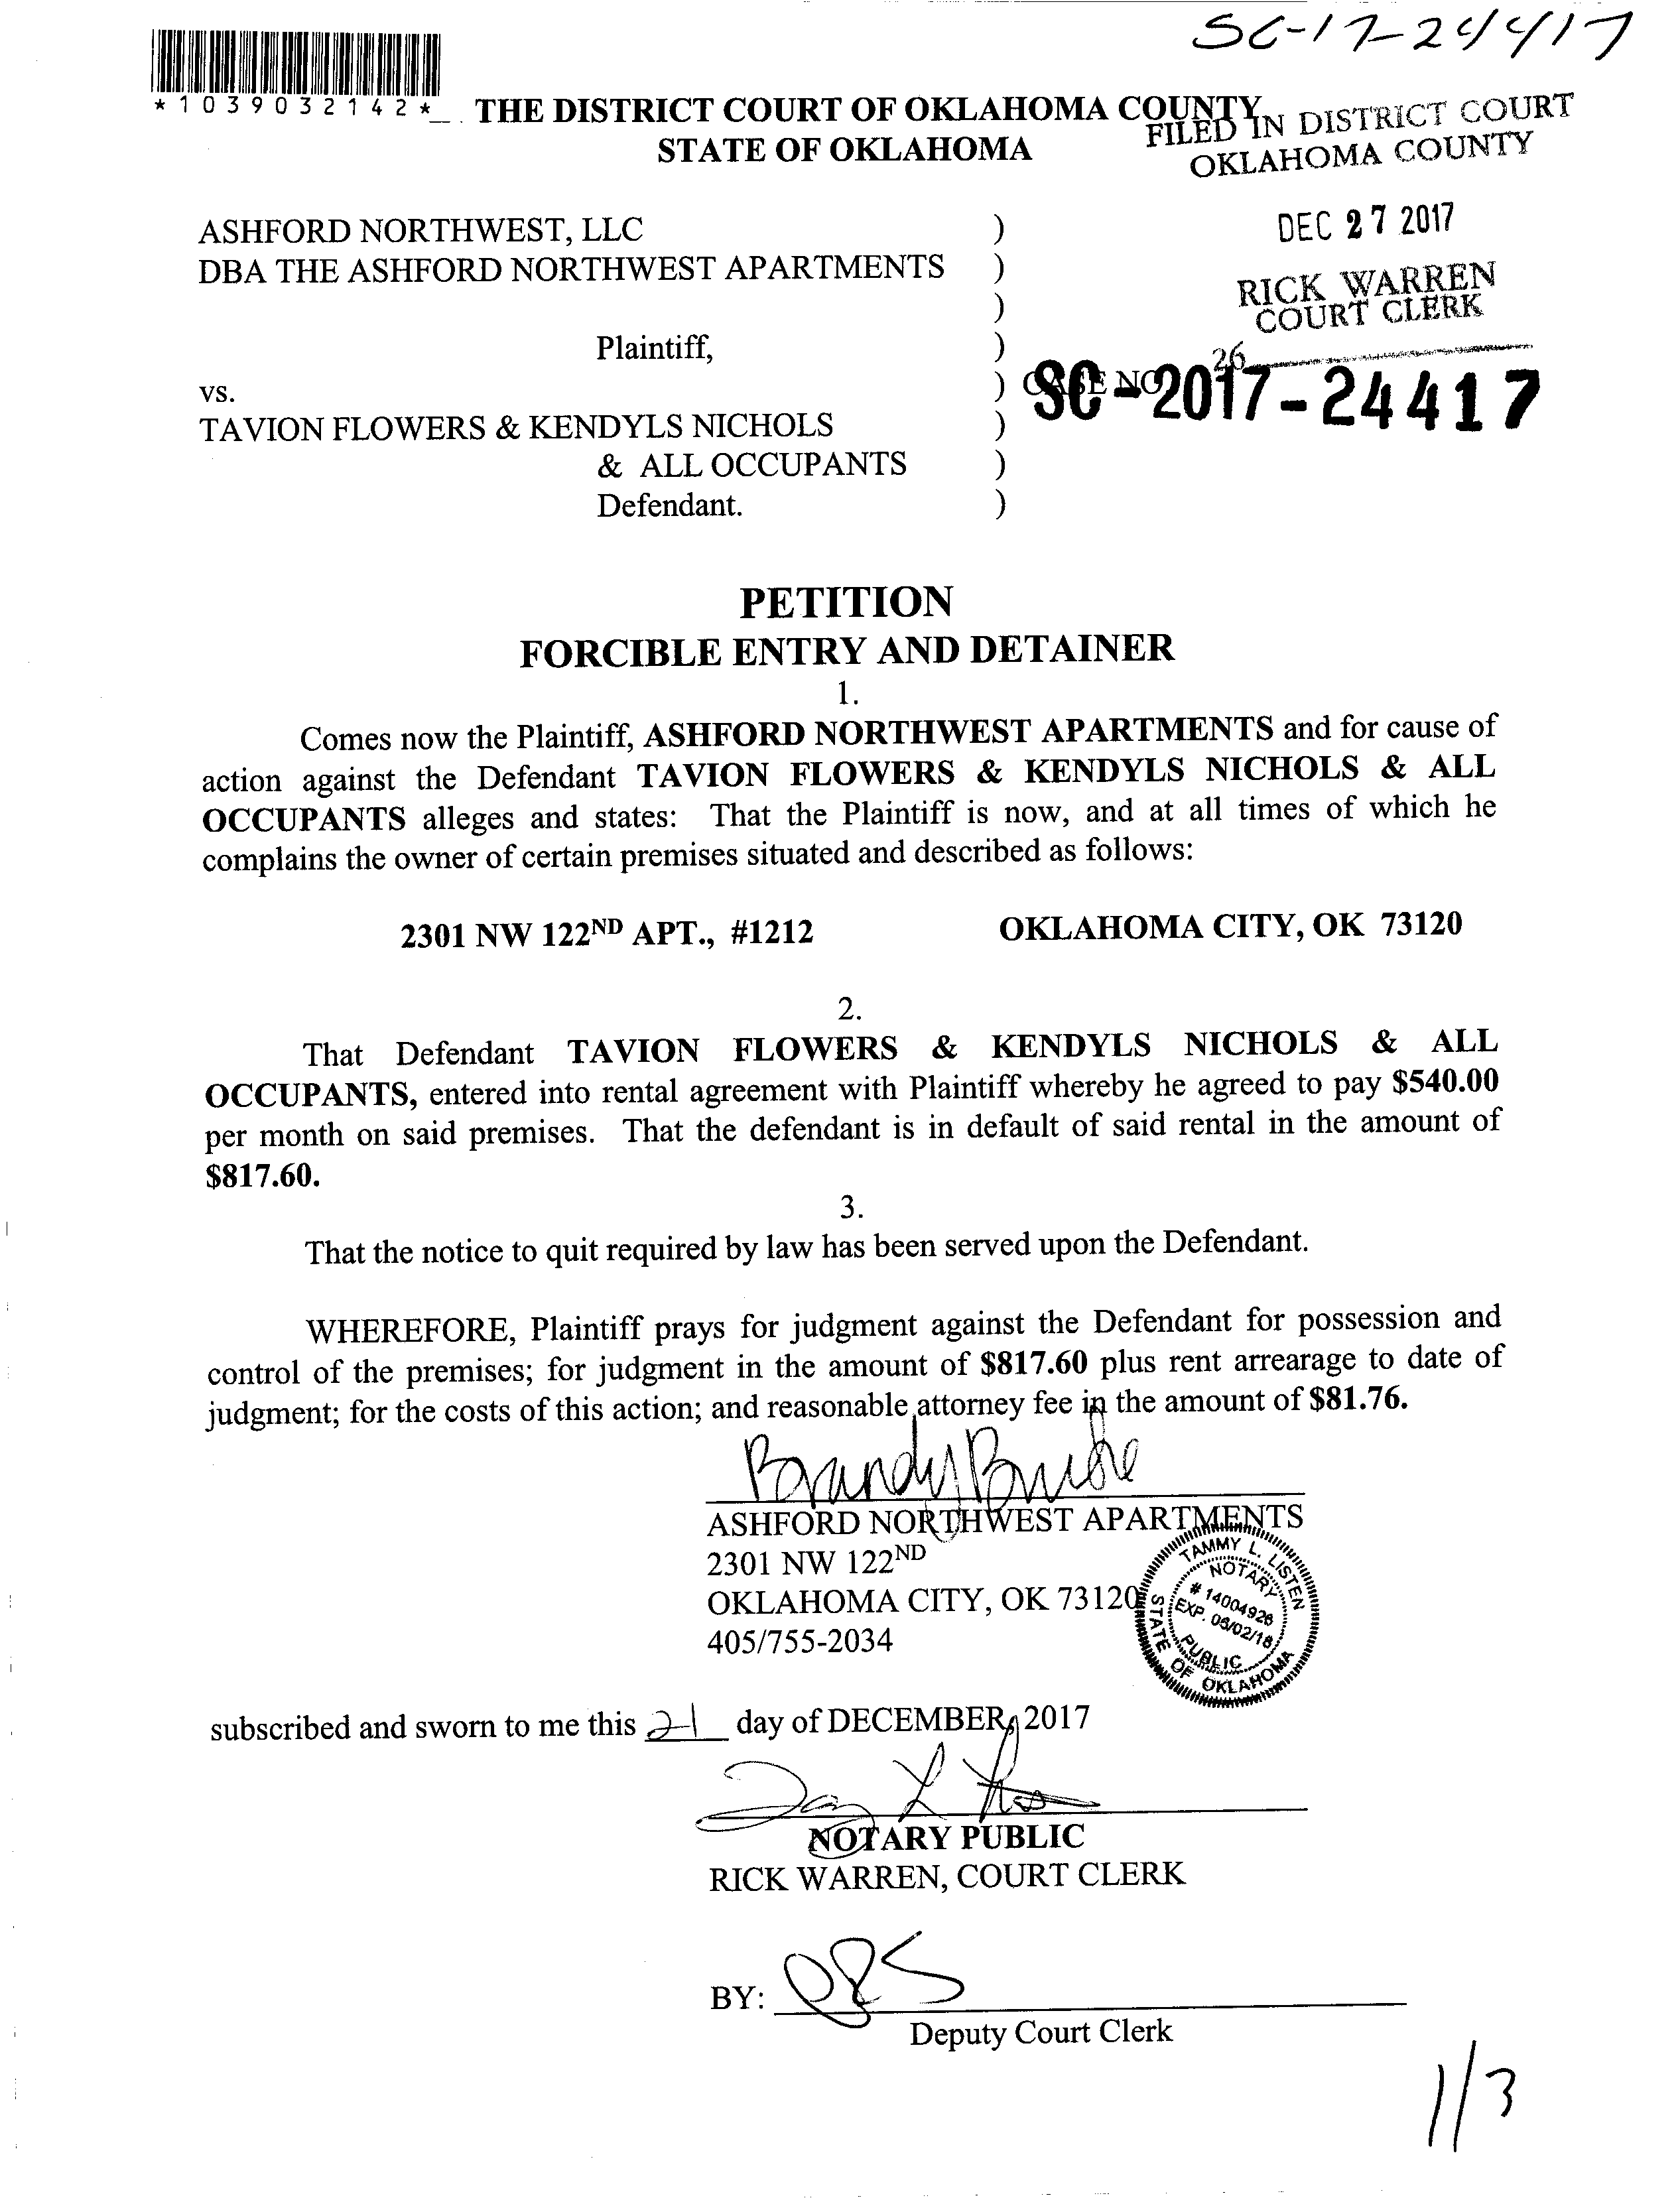 SC-17-24417
*1039032142*
THE DISTRICT COURT OF OKLAHOMA COUNTY
STATE OF OKLAHOMA
FILED IN DISTRICT COURT
OKLAHOMA COUNTY
DEC 27 2017
RICK WARREN
COURT CLERK
26
ASHFORD NORTHWEST, LLC )
DBA THE ASHFORD NORTHWEST APARTMENTS )
)
Plaintiff, )
vs. ) CASE NO
SC-2017-24417
TAVION FLOWERS & KENDYLS NICHOLS )
& ALL OCCUPANTS )
Defendant. )
PETITION
FORCIBLE ENTRY AND DETAINER
1.
Comes now the Plaintiff, ASHFORD NORTHWEST APARTMENTS and for cause of
action against the Defendant TAVION FLOWERS & KENDYLS NICHOLS & ALL
OCCUPANTS alleges and states: That the Plaintiff is now, and at all times of which he
complains the owner of certain premises situated and described as follows:
2301 NW 122ND APT., #1212 OKLAHOMA CITY, OK 73120
2.
That Defendant TAVION FLOWERS & KENDYLS NICHOLS & ALL
OCCUPANTS, entered into rental agreement with Plaintiff whereby he agreed to pay $540.00
per month on said premises. That the defendant is in default of said rental in the amount of
$817.60.
3.
That the notice to quit required by law has been served upon the Defendant.
WHEREFORE, Plaintiff prays for judgment against the Defendant for possession and
control of the premises; for judgment in the amount of $817.60 plus rent arrearage to date of
judgment; for the costs of this action; and reasonable attorney fee in the amount of $81.76.
Brandy
ASHFORD NORTHWEST APARTMENTS
2301 NW 122ND
OKLAHOMA CITY, OK 73120
405/755-2034
TAMMY L. LISTEN
NOTARY
# 14004926
EXP. 06/02/18
PUBLIC
STATE OF OKLAHOMA
subscribed and sworn to me this 21 day of DECEMBER, 2017
NOTARY PUBLIC
RICK WARREN, COURT CLERK
BY:
Deputy Court Clerk
1/3